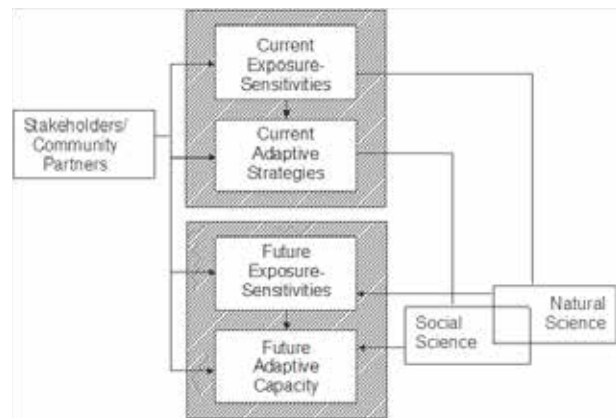 Current
Exposure-
Sensitivities
Stakeholders/
Community
Partners
Current
Adaptive
Strategies
Future
Exposure-
Sensitivities
Natural
Science
Social
Science
Future
Adaptive
Capacity